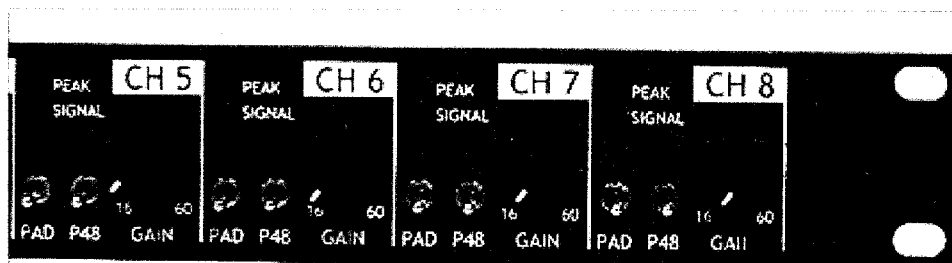 CH 5
PEAK
SIGNAL
16 60
PAD P48 GAIN
CH 6
PEAK
SIGNAL
16 60
PAD P48 GAIN
CH 7
PEAK
SIGNAL
16 60
PAD P48 GAIN
CH 8
PEAK
SIGNAL
16 60
PAD P48 GAIN